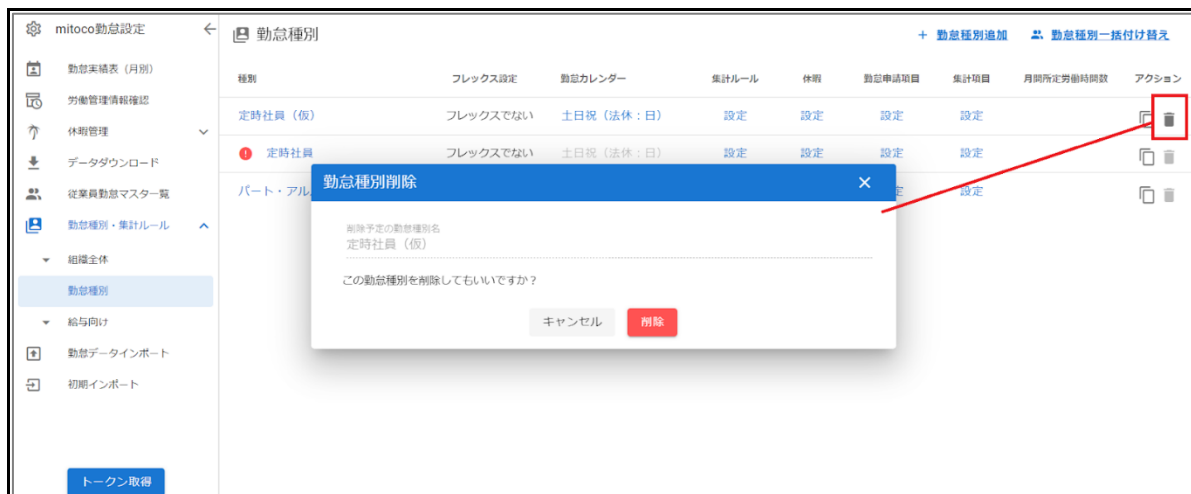 mitoco勤怠設定
勤怠実績表（月別）
労働管理情報確認
休暇管理
データダウンロード
従業員勤怠マスター覧
勤怠種別・集計ルール
組織全体
勤怠種別
給与向け
勤怠データインポート
初期インポート
トークン取得
勤怠種別
+ 勤怠種別追加 勤怠種別一括付け替え
種別 フレックス設定 勤怠カレンダー 集計ルール 休暇 勤怠申請項目 集計項目 月間所定労働時間数 アクション
定時社員（仮） フレックスでない 土日祝（法休：日） 設定 設定 設定 設定
定時社員 フレックスでない 土日祝（法休：日） 設定 設定 設定 設定
パート・アル 設定
勤怠種別削除
削除予定の勤怠種別名
定時社員（仮）
この勤怠種別を削除してもいいですか？
キャンセル 削除